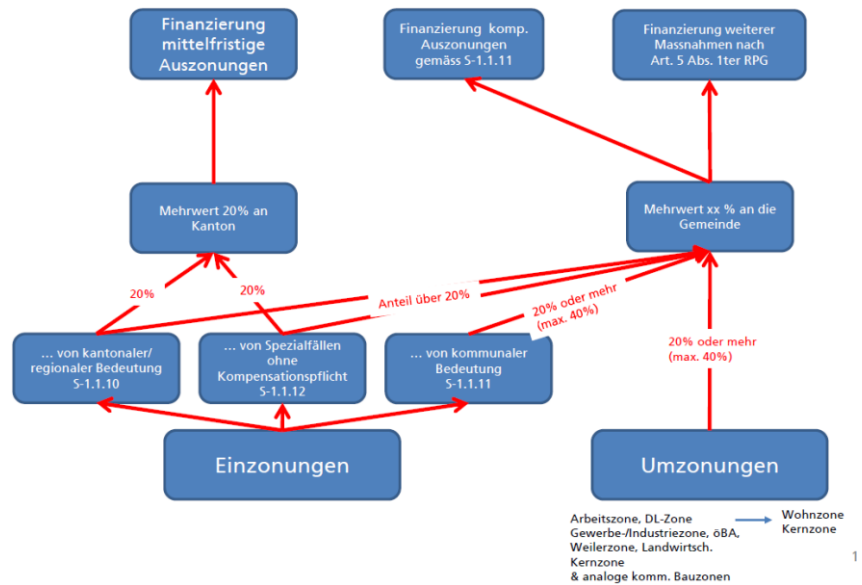 Finanzierung
mittelfristige
Auszonungen
Finanzierung komp.
Auszonungen
gemäss S-1.1.11
Finanzierung weiterer
Massnahmen nach
Art. 5 Abs. 1ter RPG
Mehrwert 20% an
Kanton
Mehrwert xx % an die
Gemeinde
20%
20%
Anteil über 20%
20% oder mehr
(max. 40%)
20% oder mehr
(max. 40%)
... von kantonaler/
regionaler Bedeutung
S-1.1.10
... von Spezialfällen
ohne
Kompensationspflicht
S-1.1.12
... von kommunaler
Bedeutung
S-1.1.11
Einzonungen
Umzonungen
Arbeitszone, DL-Zone
Gewerbe-/Industriezone, öBA,
Weilerzone, Landwirtsch.
Kernzone
& analoge komm. Bauzonen
Wohnzone
Kernzone
1